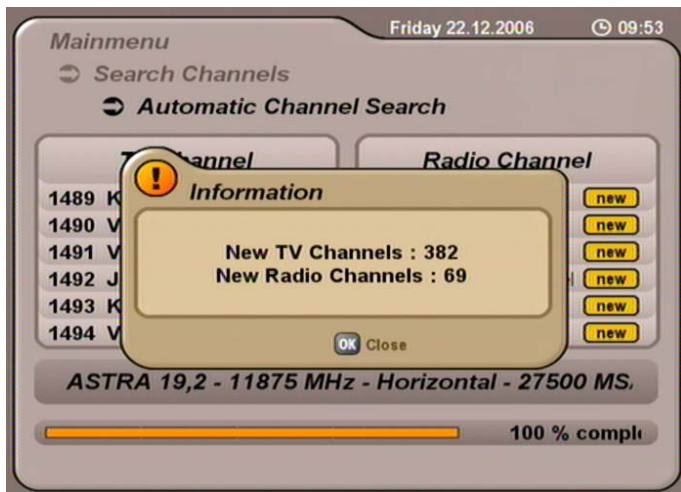 Friday 22.12.2006 09:53
Mainmenu
Search Channels
Automatic Channel Search
Radio Channel
Information
New TV Channels : 382
New Radio Channels : 69
OK Close
1489 K new
1490 V new
1491 V new
1492 J new
1493 K new
1494 V new
ASTRA 19,2 - 11875 MHz - Horizontal - 27500 MS
100 %